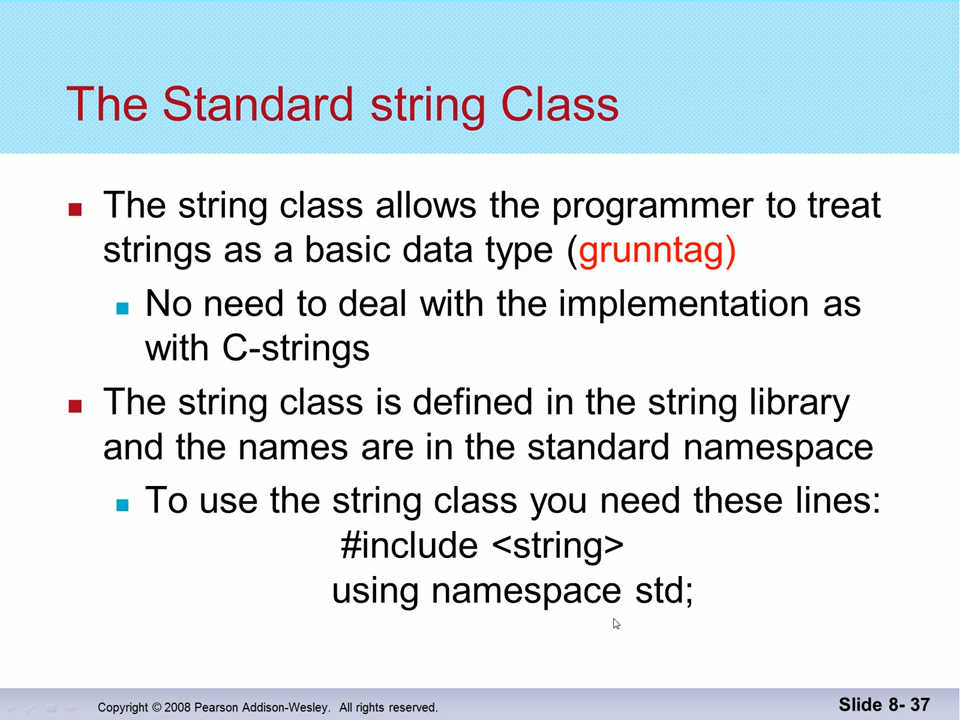 The Standard string Class
The string class allows the programmer to treat
strings as a basic data type (grunntag)
No need to deal with the implementation as
with C-strings
The string class is defined in the string library
and the names are in the standard namespace
To use the string class you need these lines:
#include <string>
using namespace std;
Copyright © 2008 Pearson Addison-Wesley.  All rights reserved.
Slide 8- 37